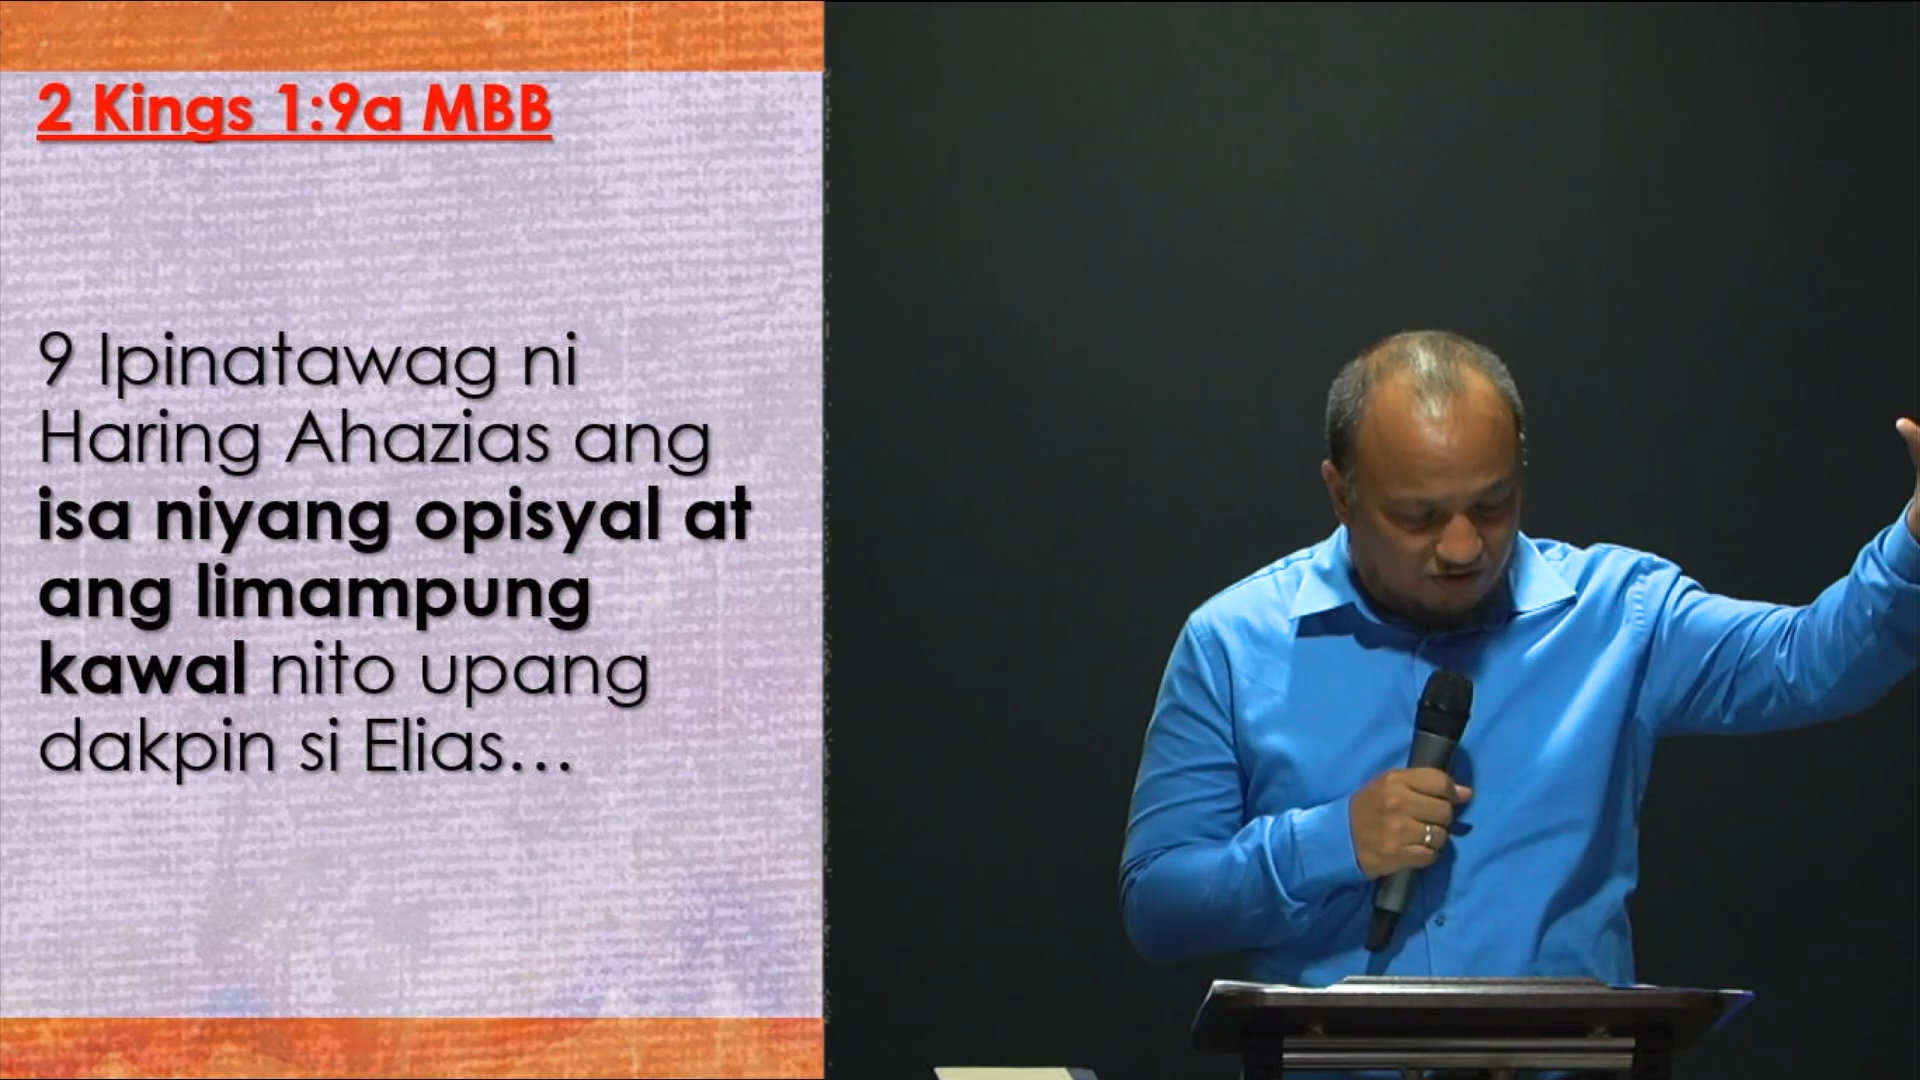 2 Kings 1:9a MBB
9 Ipinatawag ni
Haring Ahazias ang
isa niyang opisyal at
ang limampung
kawal nito upang
dakpin si Elias…